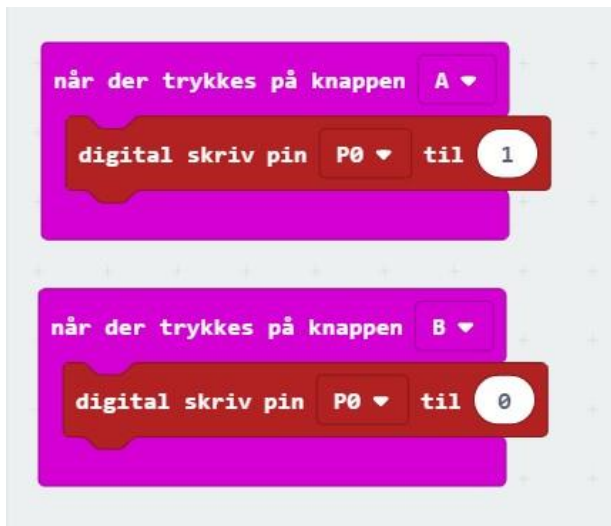 når der trykkes på knappen A
digital skriv pin P0 til 1
når der trykkes på knappen B
digital skriv pin P0 til 0